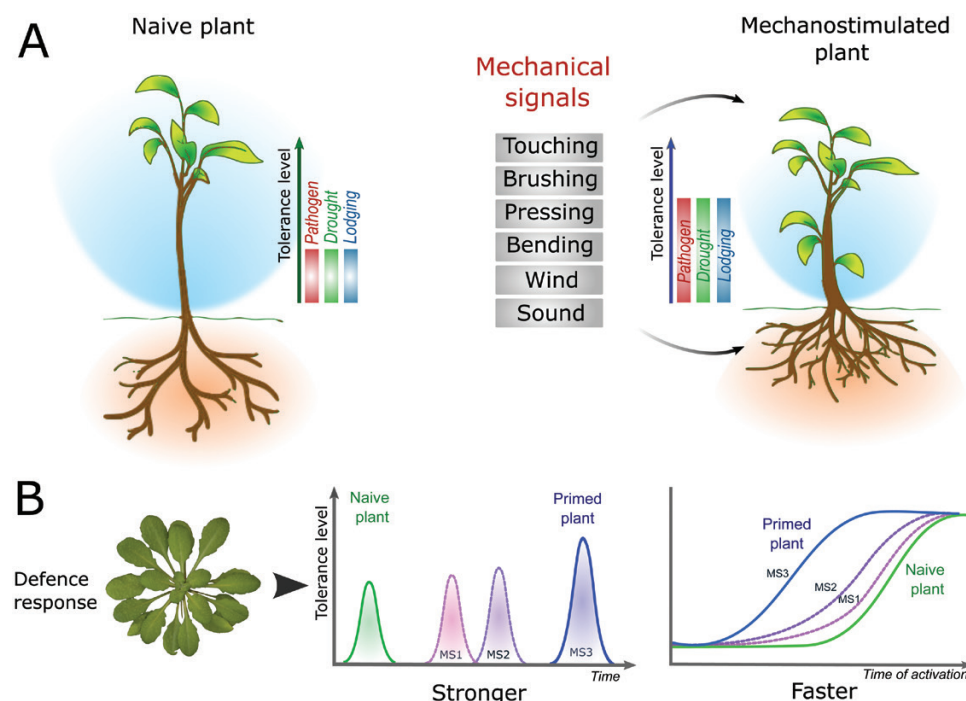 A
Naive plant
Tolerance level
Pathogen
Drought
Lodging
Mechanical
signals
Touching
Brushing
Pressing
Bending
Wind
Sound
Mechanostimulated
plant
Tolerance level
Pathogen
Drought
Lodging
B
Defence
response
Tolerance level
Naive
plant
Primed
plant
MS1
MS2
MS3
Time
Stronger
Primed
plant
MS3
MS2
MS1
Naive
plant
Time of activation
Faster